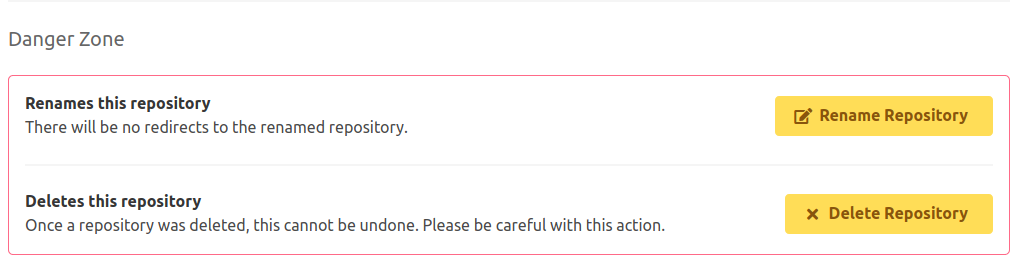 Danger Zone
Renames this repository
There will be no redirects to the renamed repository.
Rename Repository
Deletes this repository
Once a repository was deleted, this cannot be undone. Please be careful with this action.
Delete Repository